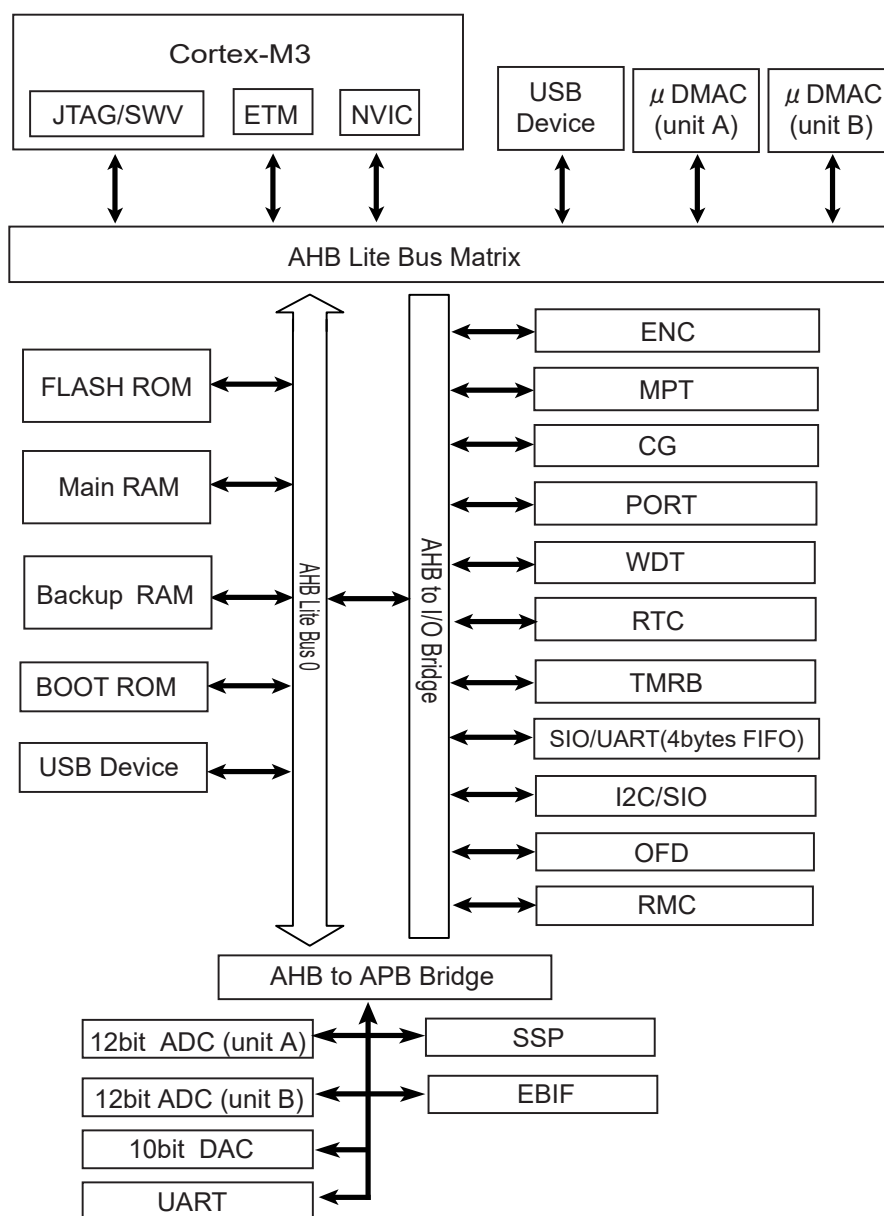 Cortex-M3
JTAG/SWV
ETM
NVIC
USB
Device
μ DMAC
(unit A)
μ DMAC
(unit B)
AHB Lite Bus Matrix
FLASH ROM
Main RAM
Backup RAM
BOOT ROM
USB Device
AHB Lite Bus 0
AHB to I/O Bridge
ENC
MPT
CG
PORT
WDT
RTC
TMRB
SIO/UART(4bytes FIFO)
I2C/SIO
OFD
RMC
AHB to APB Bridge
12bit ADC (unit A)
12bit ADC (unit B)
10bit DAC
UART
SSP
EBIF